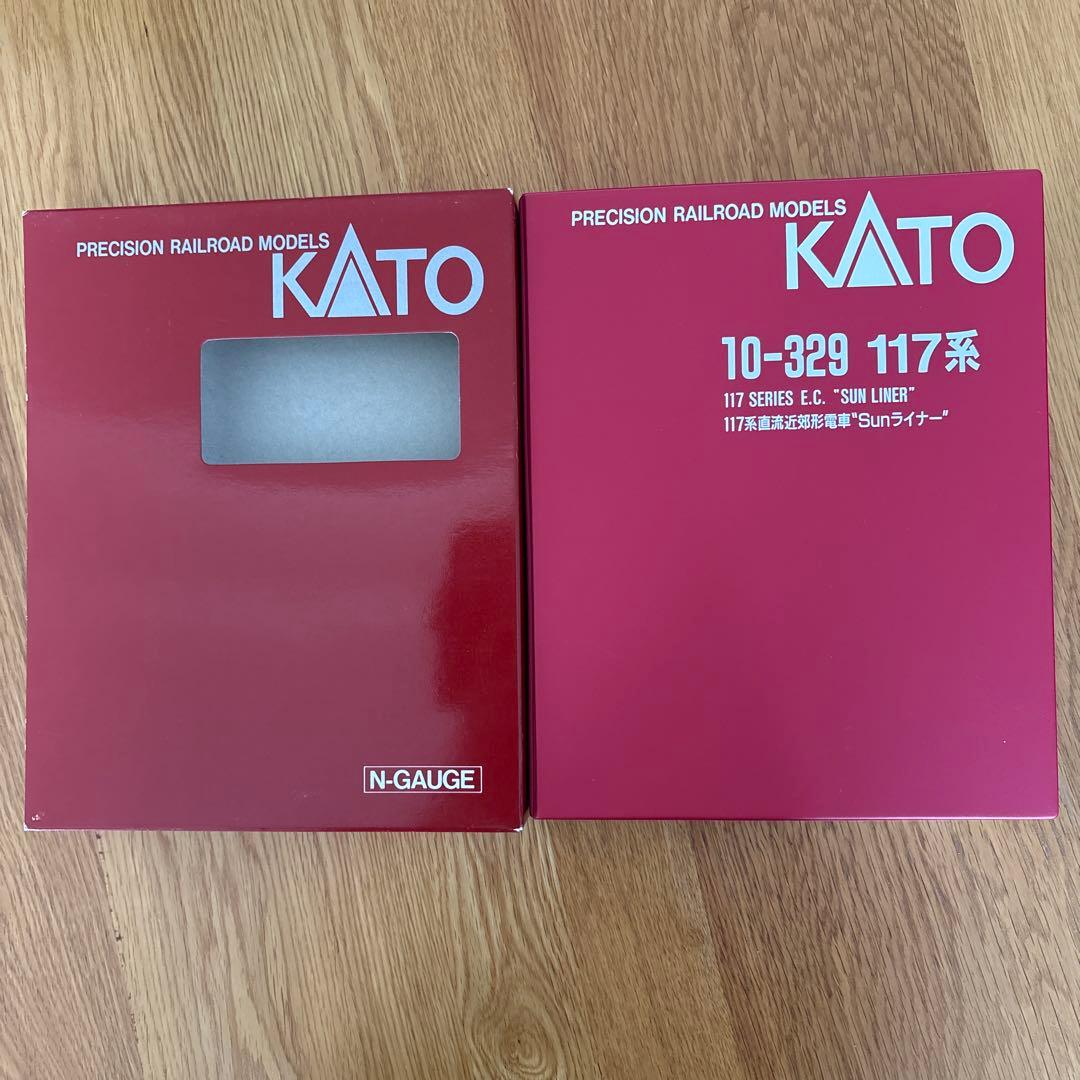 PRECISION RAILROAD MODELS
KATO
N-GAUGE
PRECISION RAILROAD MODELS
KATO
10-329 117系
117 SERIES E.C. "SUN LINER"
117系直流近郊形電車"Sunライナー"